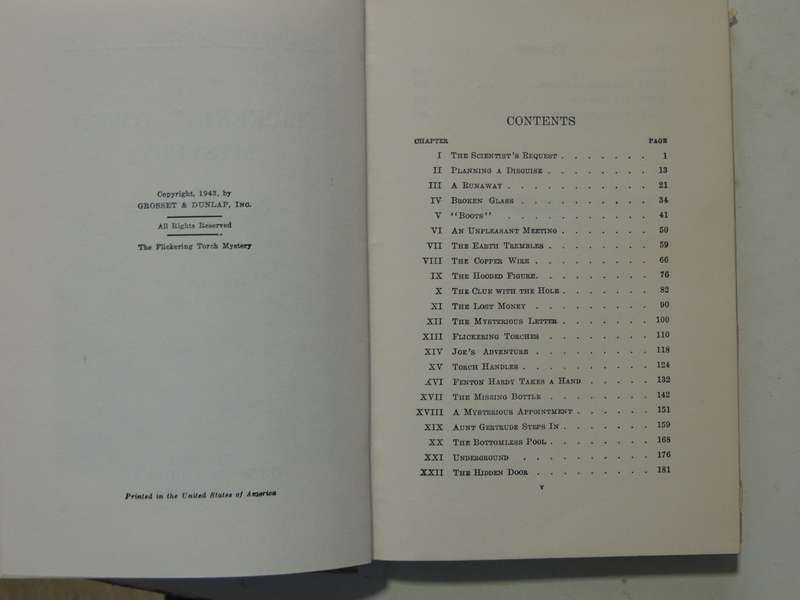 Copyright, 1943, by
GROSSET & DUNLAP, INC.
All Rights Reserved
The Flickering Torch Mystery
Printed in the United States of America
CONTENTS
CHAPTER PAGE
I THE SCIENTIST'S REQUEST . . . . . . . 1
II PLANNING A DISGUISE . . . . . . . . 13
III A RUNAWAY . . . . . . . . . . . 21
IV BROKEN GLASS . . . . . . . . . . 34
V "BOOTS" . . . . . . . . . . . 41
VI AN UNPLEASANT MEETING . . . . . . . 50
VII THE EARTH TREMBLES . . . . . . . . 59
VIII THE COPPER WIRE . . . . . . . . . 66
IX THE HOODED FIGURE. . . . . . . . . 76
X THE CLUE WITH THE HOLE . . . . . . . 82
XI THE LOST MONEY . . . . . . . . . 90
XII THE MYSTERIOUS LETTER . . . . . . . 100
XIII FLICKERING TORCHES . . . . . . . . 110
XIV JOE'S ADVENTURE . . . . . . . . . 118
XV TORCH HANDLES . . . . . . . . . . 124
XVI FENTON HARDY TAKES A HAND . . . . . 132
XVII THE MISSING BOTTLE . . . . . . . . 142
XVIII A MYSTERIOUS APPOINTMENT . . . . . . 151
XIX AUNT GERTRUDE STEPS IN . . . . . . . 159
XX THE BOTTOMLESS POOL . . . . . . . . 168
XXI UNDERGROUND . . . . . . . . . . 176
XXII THE HIDDEN DOOR . . . . . . . . . 181
V